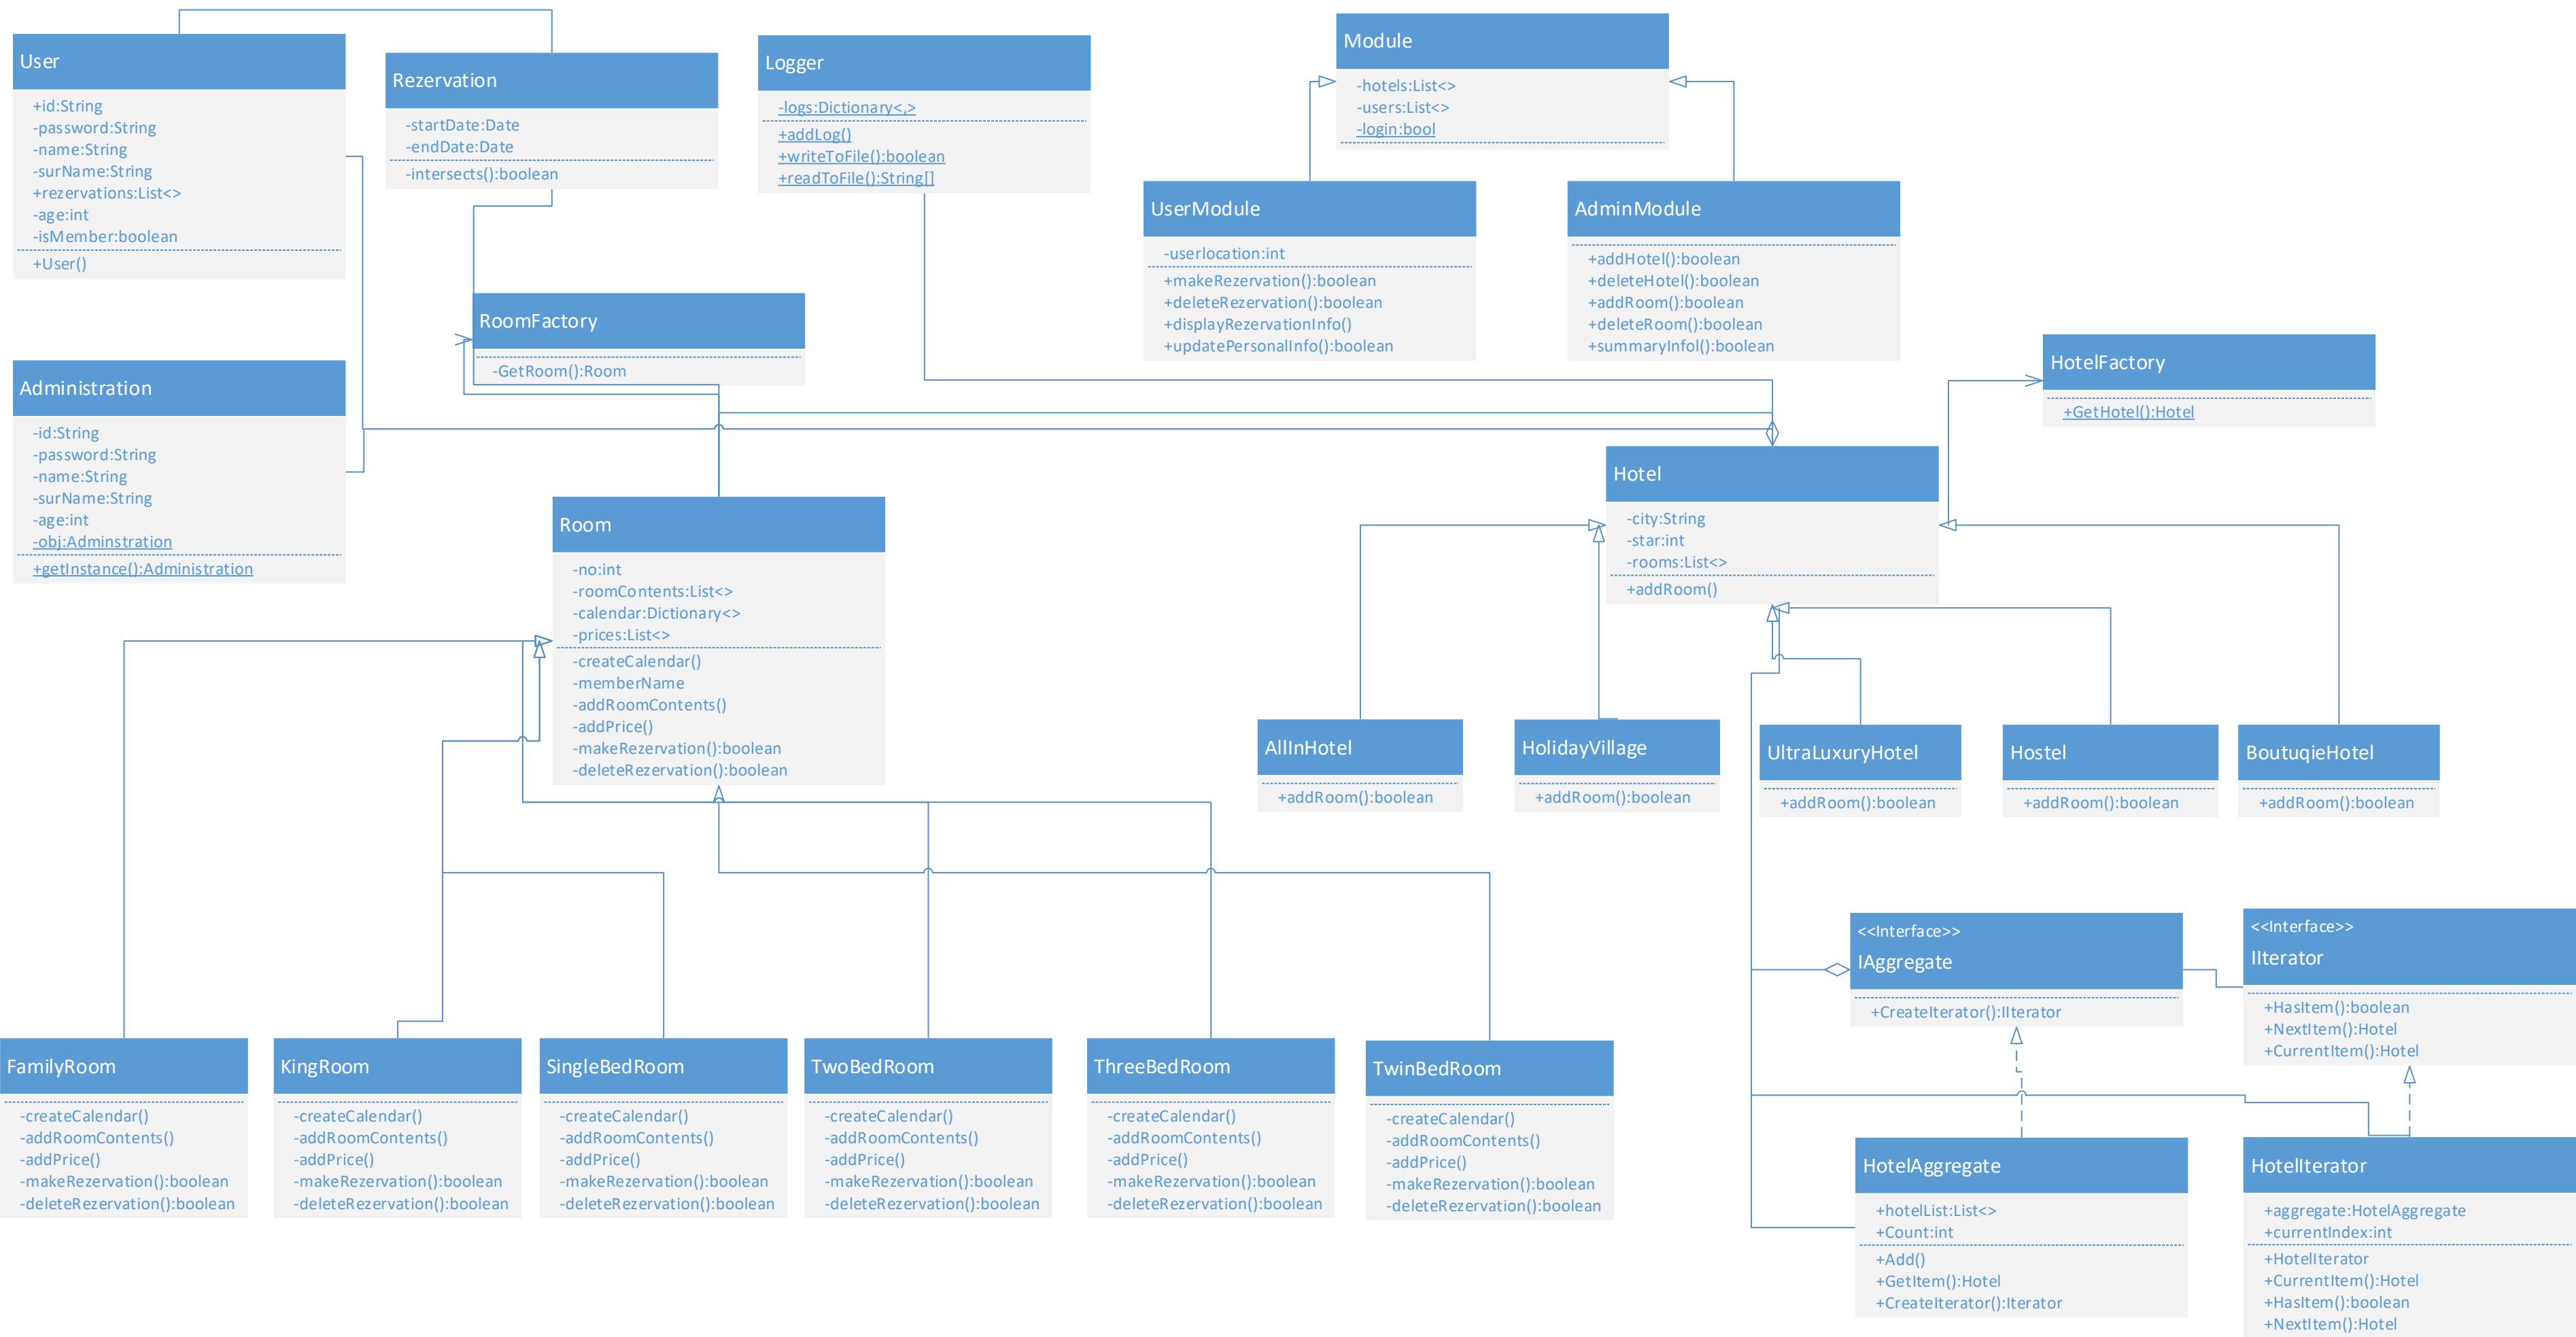 User
+id:String
-password:String
-name:String
-surName:String
+rezervations:List<>
-age:int
-isMember:boolean
+User()
Rezervation
-startDate:Date
-endDate:Date
-intersects():boolean
Logger
-logs:Dictionary<,>
+addLog()
+writeToFile():boolean
+readToFile():String[]
Module
-hotels:List<>
-users:List<>
-login:bool
UserModule
-userlocation:int
+makeRezervation():boolean
+deleteRezervation():boolean
+displayRezervationInfo()
+updatePersonalInfo():boolean
AdminModule
+addHotel():boolean
+deleteHotel():boolean
+addRoom():boolean
+deleteRoom():boolean
+summaryInfol():boolean
RoomFactory
-GetRoom():Room
HotelFactory
+GetHotel():Hotel
Administration
-id:String
-password:String
-name:String
-surName:String
-age:int
-obj:Adminstration
+getInstance():Administration
Room
-no:int
-roomContents:List<>
-calendar:Dictionary<>
-prices:List<>
-createCalendar()
-memberName
-addRoomContents()
-addPrice()
-makeRezervation():boolean
-deleteRezervation():boolean
Hotel
-city:String
-star:int
-rooms:List<>
+addRoom()
AllInHotel
+addRoom():boolean
HolidayVillage
+addRoom():boolean
UltraLuxuryHotel
+addRoom():boolean
Hostel
+addRoom():boolean
BoutuqieHotel
+addRoom():boolean
<<Interface>>
IAggregate
+CreateIterator():IIterator
<<Interface>>
IIterator
+HasItem():boolean
+NextItem():Hotel
+CurrentItem():Hotel
FamilyRoom
-createCalendar()
-addRoomContents()
-addPrice()
-makeRezervation():boolean
-deleteRezervation():boolean
KingRoom
-createCalendar()
-addRoomContents()
-addPrice()
-makeRezervation():boolean
-deleteRezervation():boolean
SingleBedRoom
-createCalendar()
-addRoomContents()
-addPrice()
-makeRezervation():boolean
-deleteRezervation():boolean
TwoBedRoom
-createCalendar()
-addRoomContents()
-addPrice()
-makeRezervation():boolean
-deleteRezervation():boolean
ThreeBedRoom
-createCalendar()
-addRoomContents()
-addPrice()
-makeRezervation():boolean
-deleteRezervation():boolean
TwinBedRoom
-createCalendar()
-addRoomContents()
-addPrice()
-makeRezervation():boolean
-deleteRezervation():boolean
HotelAggregate
+hotelList:List<>
+Count:int
+Add()
+GetItem():Hotel
+CreateIterator():Iterator
HotelIterator
+aggregate:HotelAggregate
+currentIndex:int
+HotelIterator
+CurrentItem():Hotel
+HasItem():boolean
+NextItem():Hotel